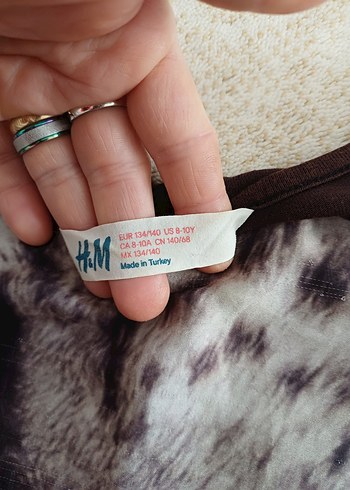 H&M
EUR 134/140 US 8-10Y
CA 8-10A CN 140/68
MX 134/140
Made in Turkey